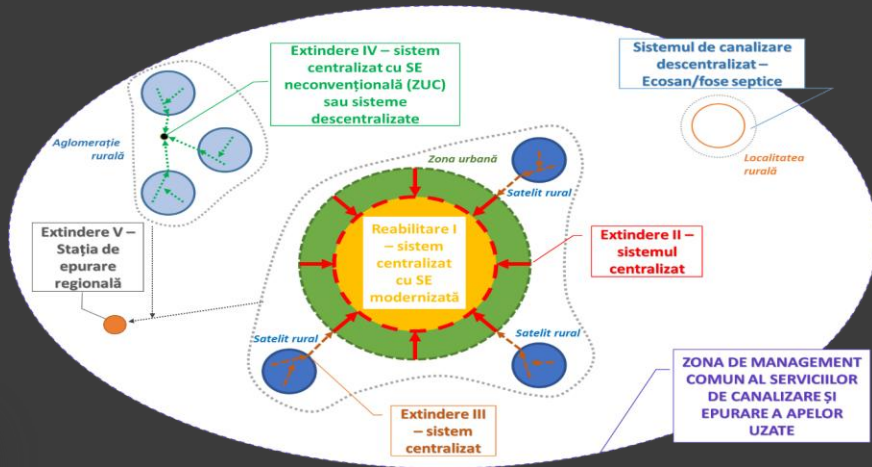 Extindere IV – sistem
centralizat cu SE
neconvențională (ZUC)
sau sisteme
descentralizate
Sistemul de canalizare
descentralizat –
Ecosan/fose septice
Aglomerație
rurală
Zona urbană
Localitatea
rurală
Satelit rural
Extindere V –
Stația de
epurare
regională
Reabilitare I
– sistem
centralizat
cu SE
modernizată
Extindere II –
sistemul
centralizat
Satelit rural
Satelit rural
Extindere III
– sistem
centralizat
ZONA DE MANAGEMENT
COMUN AL SERVICIILOR
DE CANALIZARE ȘI
EPURARE A APELOR
UZATE